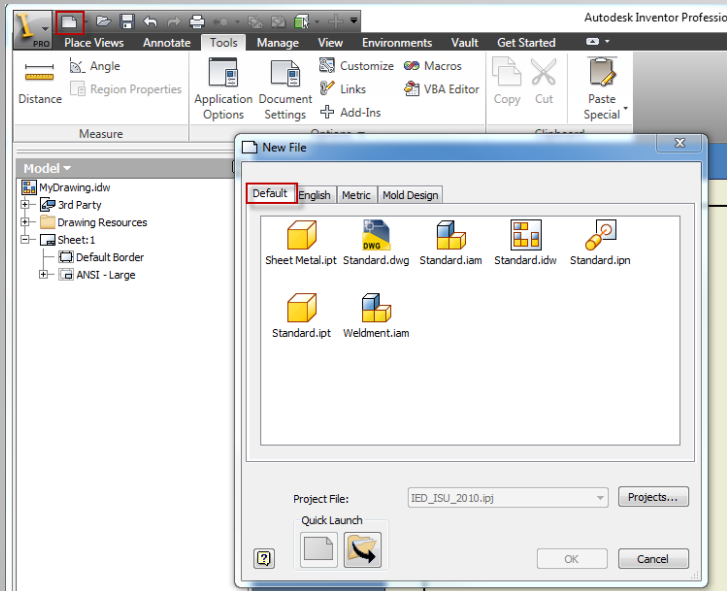 Autodesk Inventor Professio
PRO
Place Views Annotate Tools Manage View Environments Vault Get Started
Distance
Angle
Region Properties
Measure
Application Options
Document Settings
Customize
Links
Add-Ins
Macros
VBA Editor
Options
Copy
Cut
Paste Special
Model
MyDrawing.idw
3rd Party
Drawing Resources
Sheet:1
Default Border
ANSI - Large
New File
Default English Metric Mold Design
Sheet Metal.ipt DWG Standard.dwg Standard.iam Standard.idw Standard.ipn
Standard.ipt Weldment.iam
Project File: IED_ISU_2010.ipj Projects...
Quick Launch
OK Cancel